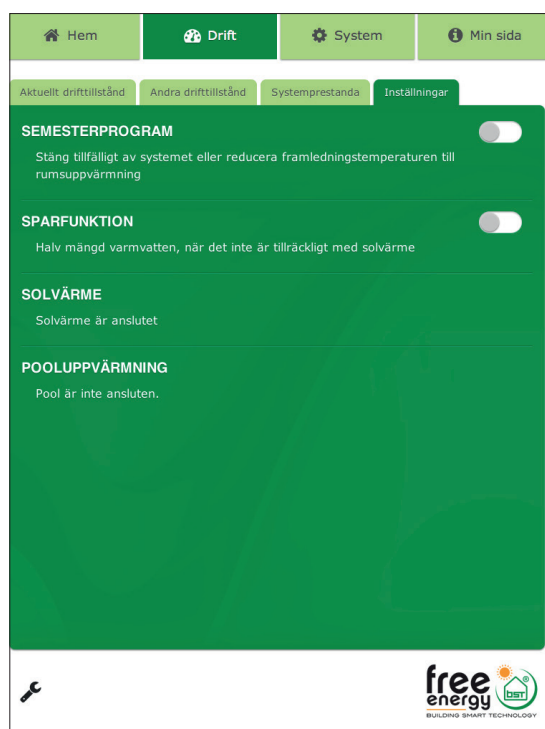 Hem
Drift
System
Min sida
Aktuellt drifttillstånd
Andra drifttillstånd
Systemprestanda
Inställningar
SEMESTERPROGRAM
Stäng tillfälligt av systemet eller reducera framledningstemperaturen till
rumsuppvärmning
SPARFUNKTION
Halv mängd varmvatten, när det inte är tillräckligt med solvärme
SOLVÄRME
Solvärme är anslutet
POOLUPPVÄRMNING
Pool är inte ansluten.
free
energy
bst
®
BUILDING SMART TECHNOLOGY